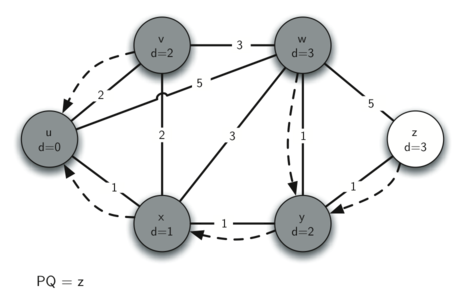 v
d=2
3
w
d=3
5
2
5
u
d=0
2
3
1
z
d=3
1
1
x
d=1
1
y
d=2
PQ = z